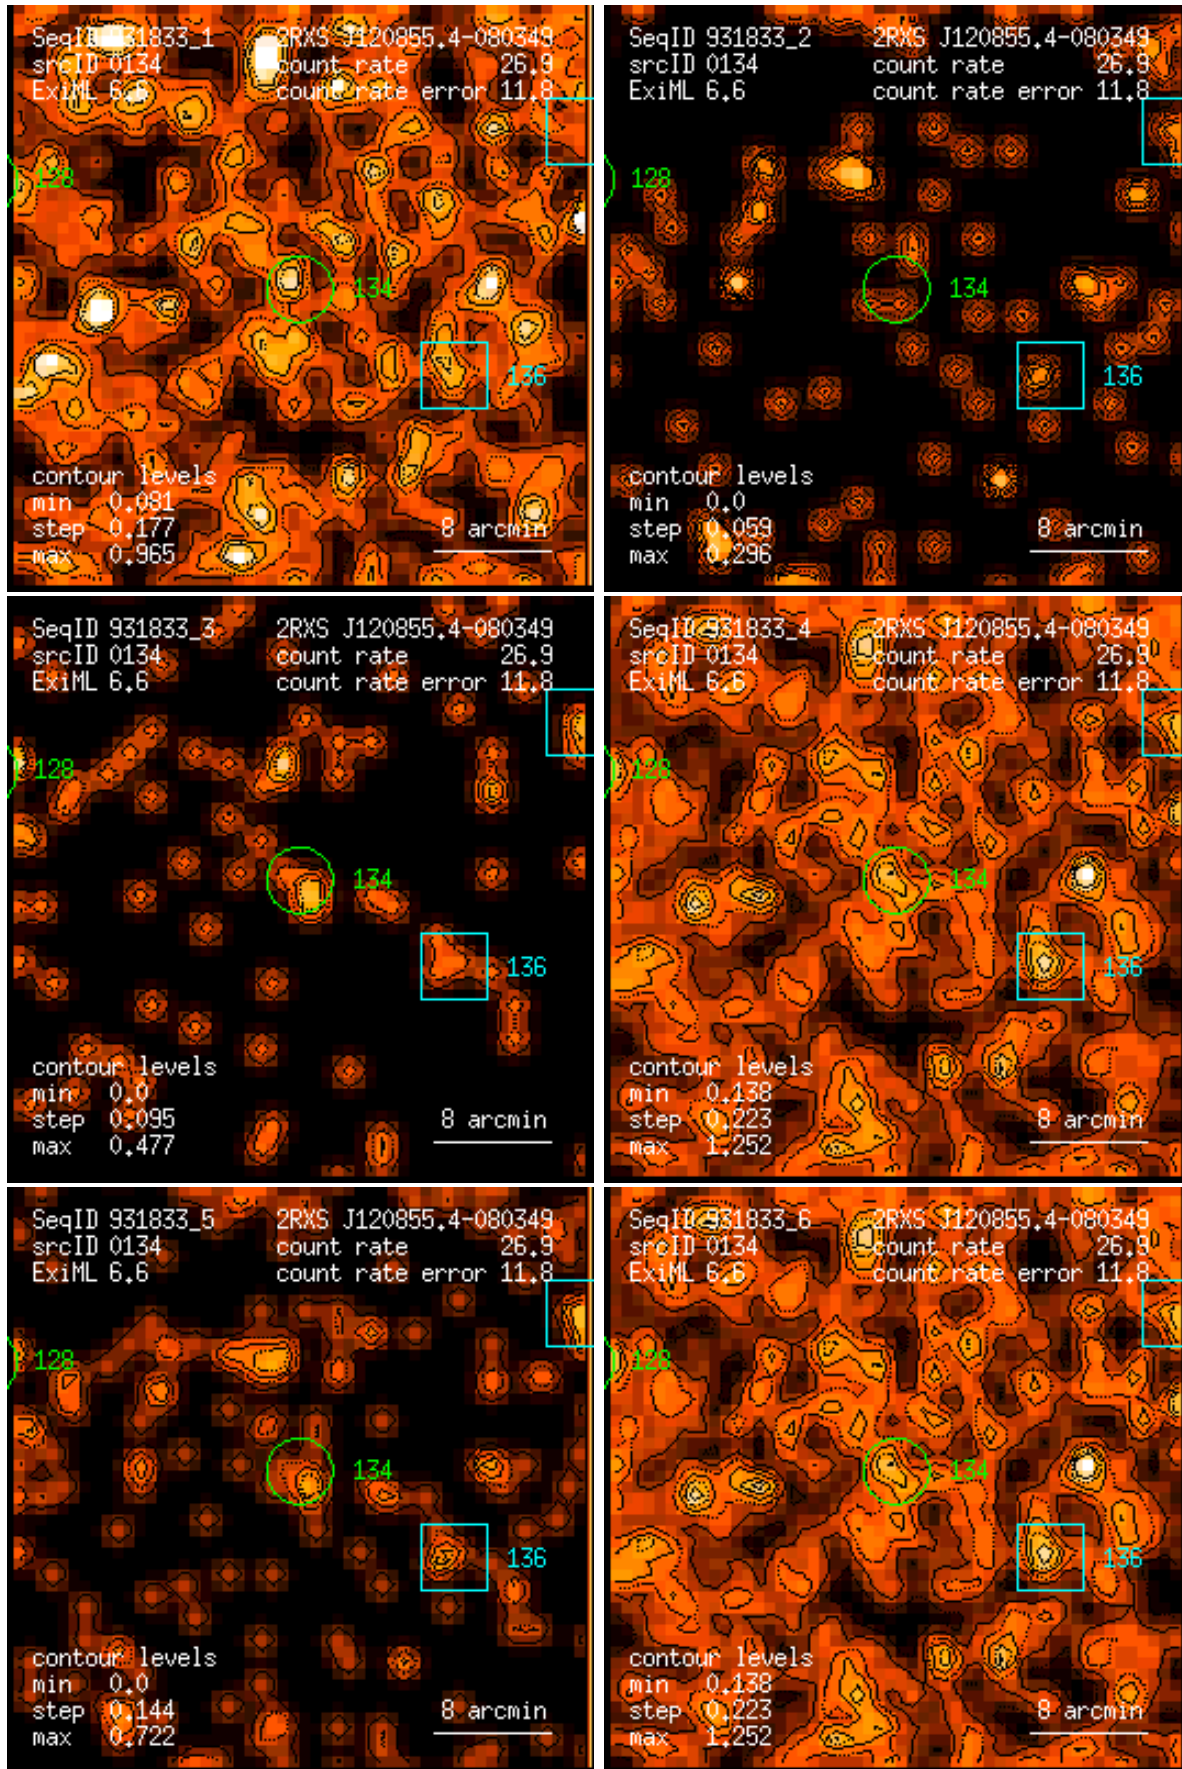 SeqID 931833_1 2RXS J120855.4-080349
srcID 0134 count rate 26.9
ExiML 6.6 count rate error 11.8
128
134
136
contour levels
min 0.081
step 0.177 8 arcmin
max 0.965
SeqID 931833_2 2RXS J120855.4-080349
srcID 0134 count rate 26.9
ExiML 6.6 count rate error 11.8
128
134
136
contour levels
min 0.0
step 0.059 8 arcmin
max 0.296
SeqID 931833_3 2RXS J120855.4-080349
srcID 0134 count rate 26.9
ExiML 6.6 count rate error 11.8
128
134
136
contour levels
min 0.0
step 0.095 8 arcmin
max 0.477
SeqID 931833_4 2RXS J120855.4-080349
srcID 0134 count rate 26.9
ExiML 6.6 count rate error 11.8
128
134
136
contour levels
min 0.138
step 0.223 8 arcmin
max 1.252
SeqID 931833_5 2RXS J120855.4-080349
srcID 0134 count rate 26.9
ExiML 6.6 count rate error 11.8
128
134
136
contour levels
min 0.0
step 0.144 8 arcmin
max 0.722
SeqID 931833_6 2RXS J120855.4-080349
srcID 0134 count rate 26.9
ExiML 6.6 count rate error 11.8
128
134
136
contour levels
min 0.138
step 0.223 8 arcmin
max 1.252